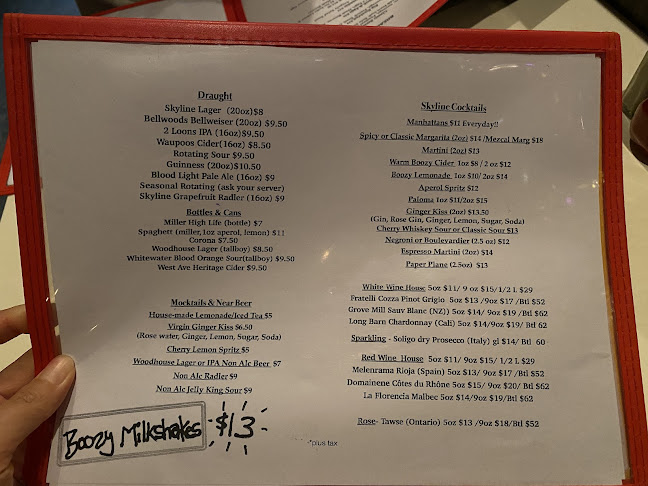 Draught
Skyline Lager (20oz)$8
Bellwoods Bellweiser (20oz) $9.50
2 Loons IPA (16oz)$9.50
Waupoos Cider(16oz) $8.50
Rotating Sour $9.50
Guinness (20oz)$10.50
Blood Light Pale Ale (16oz) $9
Seasonal Rotating (ask your server)
Skyline Grapefruit Radler (16oz) $9
Bottles & Cans
Miller High Life (bottle) $7
Spaghett (miller,1oz aperol, lemon) $11
Corona $7.50
Woodhouse Lager (tallboy) $8.50
Whitewater Blood Orange Sour(tallboy) $9.50
West Ave Heritage Cider $9.50
Mocktails & Near Beer
House-made Lemonade/Iced Tea $5
Virgin Ginger Kiss $6.50
(Rose water, Ginger, Lemon, Sugar, Soda)
Cherry Lemon Spritz $5
Woodhouse Lager or IPA Non Alc Beer $7
Non Alc Radler $9
Non Alc Jelly King Sour $9
Boozy Milkshakes $13
Skyline Cocktails
Manhattans $11 Everyday!!
Spicy or Classic Margarita (2oz) $14 /Mezcal Marg $18
Martini (2oz) $13
Warm Boozy Cider 1oz $8 / 2 oz $12
Boozy Lemonade 1oz $10/2oz $14
Aperol Spritz $12
Paloma 1oz $11/2oz $15
Ginger Kiss (2oz) $13.50
(Gin, Rose Gin, Ginger, Lemon, Sugar, Soda)
Cherry Whiskey Sour or Classic Sour $13
Negroni or Boulevardier (2.5 oz) $12
Espresso Martini (2oz) $14
Paper Plane (2.5oz) $13
White Wine House 5oz $11/ 9 oz $15/1/2 L $29
Fratelli Cozza Pinot Grigio 5oz $13 /9oz $17 /Btl $52
Grove Mill Sauv Blanc (NZ)) 5oz $14/ 9oz $19 /Btl $62
Long Barn Chardonnay (Cali) 5oz $14/9oz $19/ Btl 62
Sparkling - Soligo dry Prosecco (Italy) gl $14/ Btl 60
Red Wine House 5oz $11/ 9oz $15/ 1/2 L $29
Melenrama Rioja (Spain) 5oz $13/ 9oz $17 /Btl $52
Domainene Côtes du Rhône 5oz $15/ 9oz $20/ Btl $62
La Florencia Malbec 5oz $14/9oz $19/Btl $62
Rose- Tawse (Ontario) 5oz $13 /9oz $18/Btl $52
*plus tax